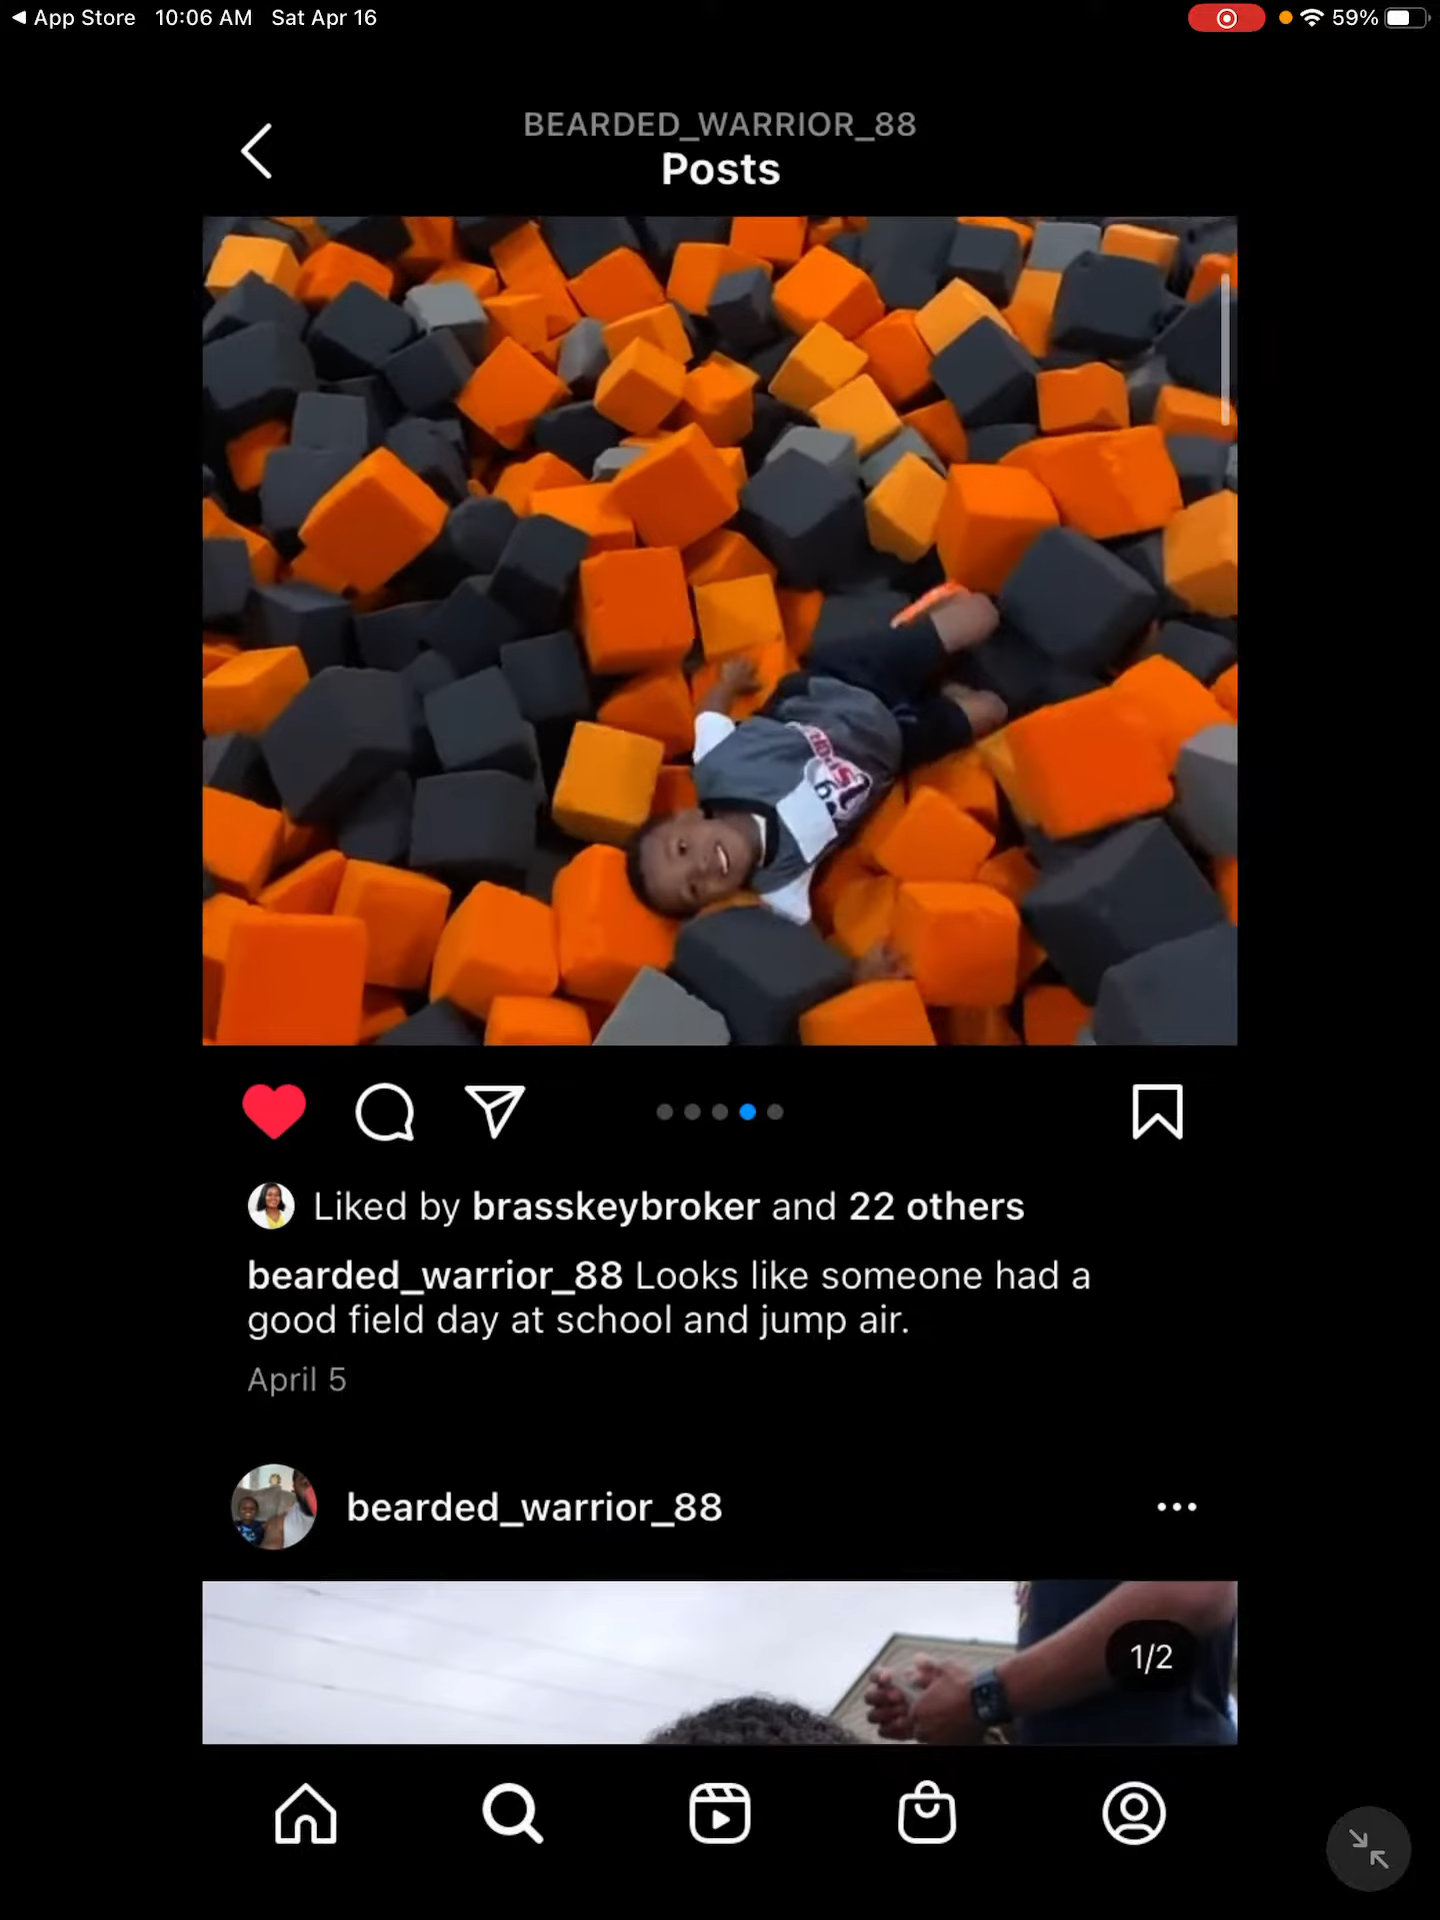 App Store 10:06 AM Sat Apr 16 59%
BEARDED_WARRIOR_88
Posts
Liked by brasskeybroker and 22 others
bearded_warrior_88 Looks like someone had a
good field day at school and jump air.
April 5
bearded_warrior_88
1/2